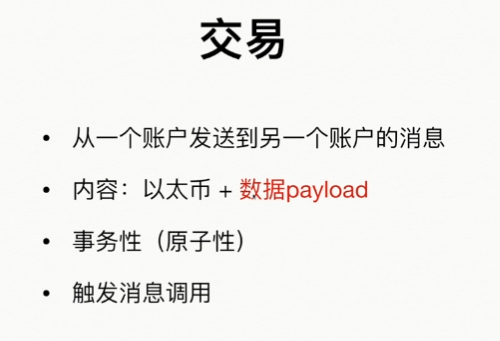 交易
• 从一个账户发送到另一个账户的消息
• 内容：以太币 + 数据payload
• 事务性（原子性）
• 触发消息调用